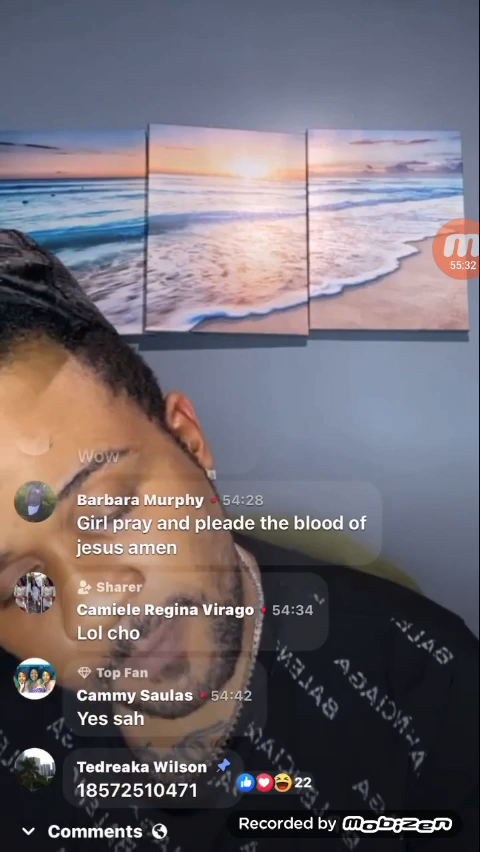 55:32
Wow
Barbara Murphy • 54:28
Girl pray and pleade the blood of
jesus amen
Sharer
Camiele Regina Virago • 54:34
Lol cho
Top Fan
Cammy Saulas • 54:42
Yes sah
Tedreaka Wilson
18572510471
22
Comments
Recorded by mobizen
BALENCIAGA